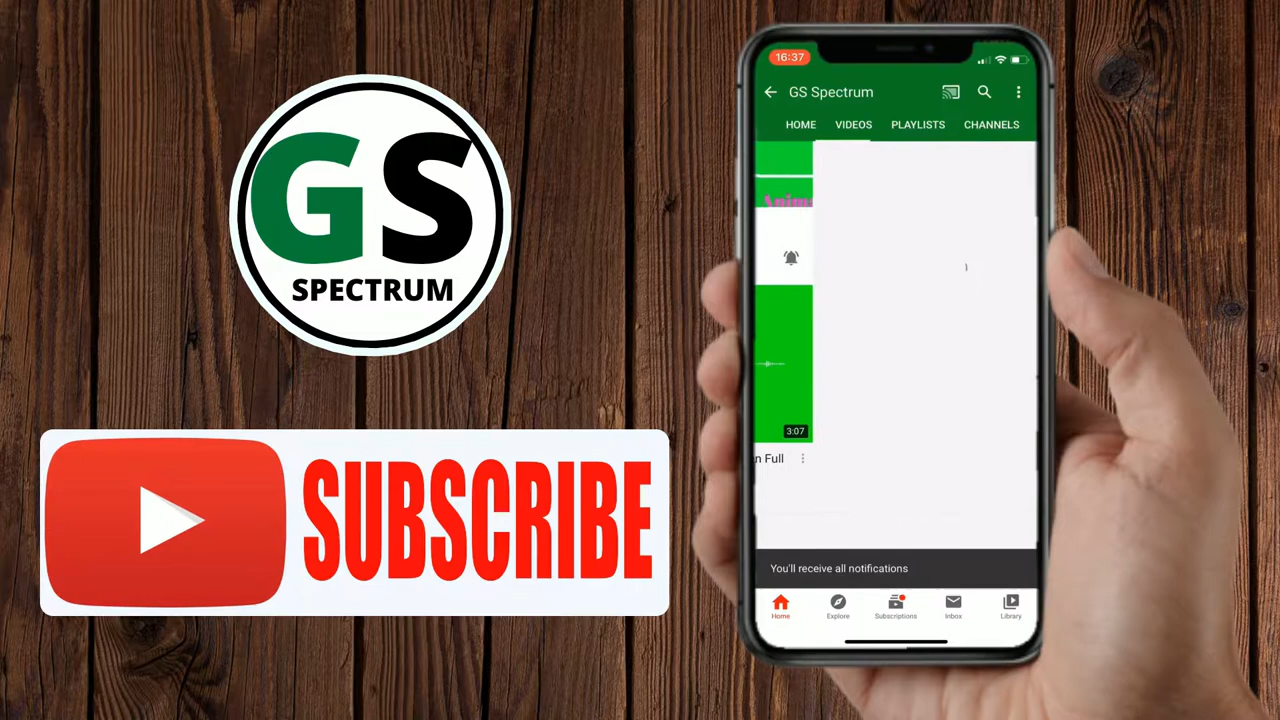 GS
SPECTRUM
SUBSCRIBE
16:37
GS Spectrum
HOME VIDEOS PLAYLISTS CHANNELS
3:07
n Full
You'll receive all notifications
Home Explore Subscriptions Inbox Library